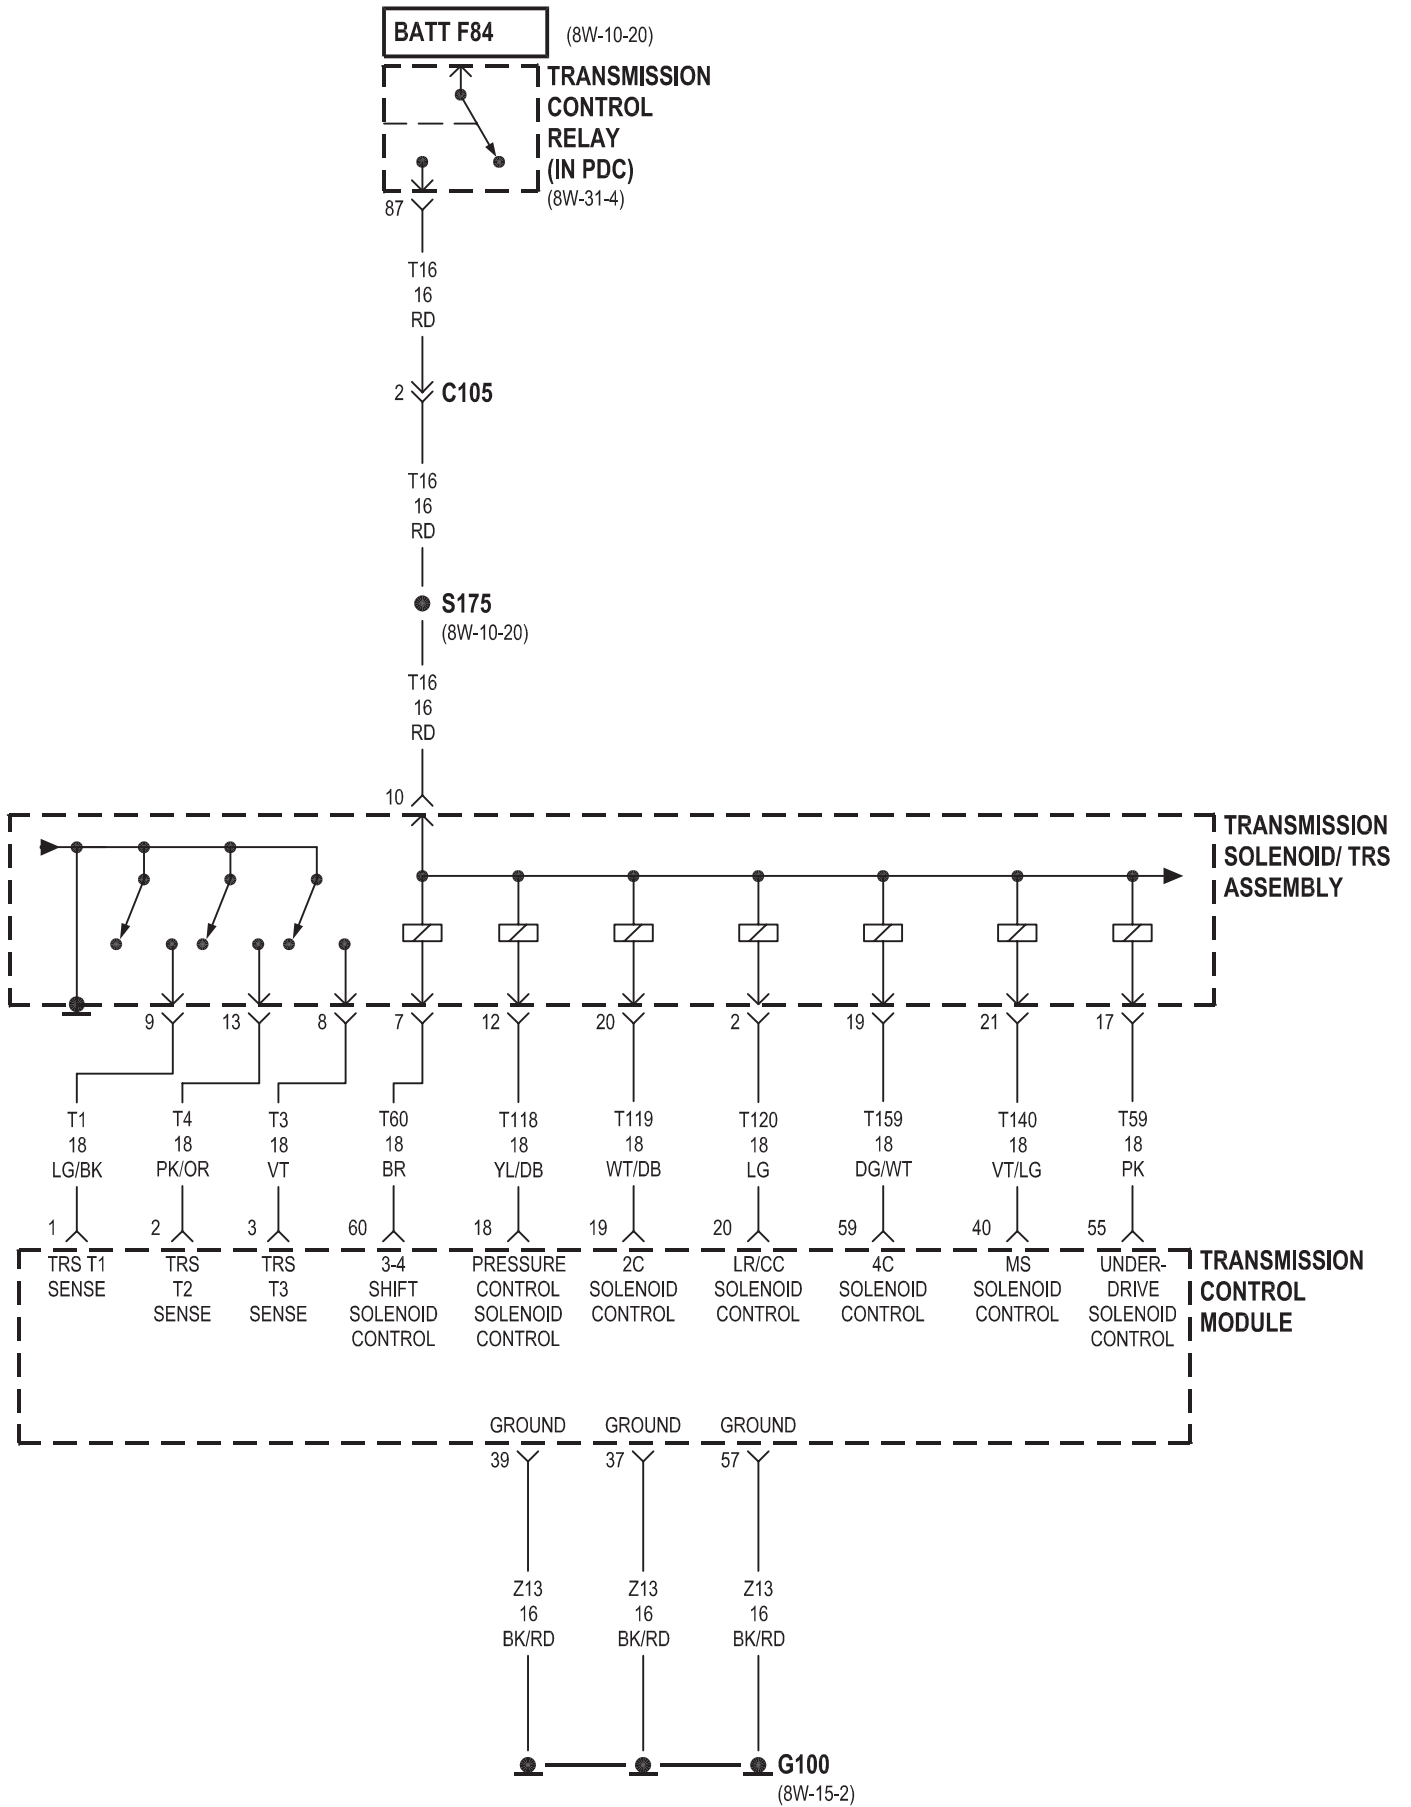 BATT F84
(8W-10-20)
TRANSMISSION
CONTROL
RELAY
(IN PDC)
(8W-31-4)
87
T16
16
RD
2
C105
T16
16
RD
S175
(8W-10-20)
T16
16
RD
10
TRANSMISSION
SOLENOID/ TRS
ASSEMBLY
9 13 8 7 12 20 2 19 21 17
T1 T4 T3 T60 T118 T119 T120 T159 T140 T59
18 18 18 18 18 18 18 18 18 18
LG/BK PK/OR VT BR YL/DB WT/DB LG DG/WT VT/LG PK
1 2 3 60 18 19 20 59 40 55
TRS T1
SENSE
TRS
T2
SENSE
TRS
T3
SENSE
3-4
SHIFT
SOLENOID
CONTROL
PRESSURE
CONTROL
SOLENOID
CONTROL
2C
SOLENOID
CONTROL
LR/CC
SOLENOID
CONTROL
4C
SOLENOID
CONTROL
MS
SOLENOID
CONTROL
UNDER-
DRIVE
SOLENOID
CONTROL
TRANSMISSION
CONTROL
MODULE
GROUND GROUND GROUND
39 37 57
Z13 Z13 Z13
16 16 16
BK/RD BK/RD BK/RD
G100
(8W-15-2)